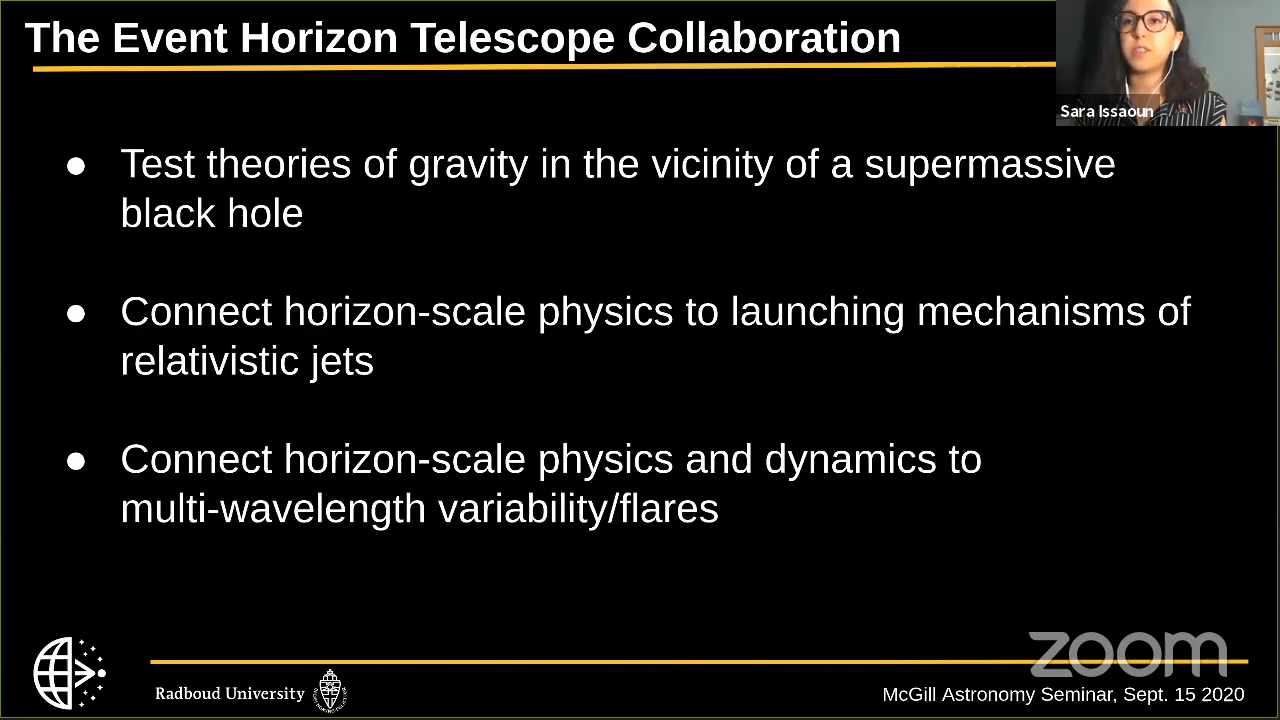 The Event Horizon Telescope Collaboration
Sara Issaoun
● Test theories of gravity in the vicinity of a supermassive
black hole
● Connect horizon-scale physics to launching mechanisms of
relativistic jets
● Connect horizon-scale physics and dynamics to
multi-wavelength variability/flares
zoom
Radboud University
McGill Astronomy Seminar, Sept. 15 2020